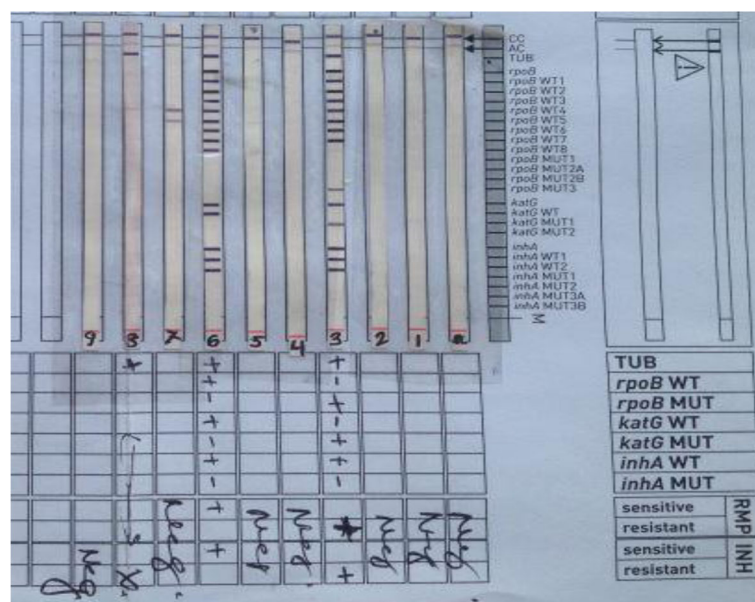 CC
AC
TUB
rpoB
rpoB WT1
rpoB WT2
rpoB WT3
rpoB WT4
rpoB WT5
rpoB WT6
rpoB WT7
rpoB WT8
rpoB MUT1
rpoB MUT2A
rpoB MUT2B
rpoB MUT3
katG
katG WT
katG MUT1
katG MUT2
inhA
inhA WT1
inhA WT2
inhA MUT1
inhA MUT2
inhA MUT3A
inhA MUT3B
M
9 8 7 6 5 4 3 2 1
+ +
+ -
- +
+ -
- +
+ +
- -
+
+ +
Neg Neg Neg Neg Neg Neg Neg
TUB
rpoB WT
rpoB MUT
katG WT
katG MUT
inhA WT
inhA MUT
sensitive
resistant
RMP
sensitive
resistant
INH